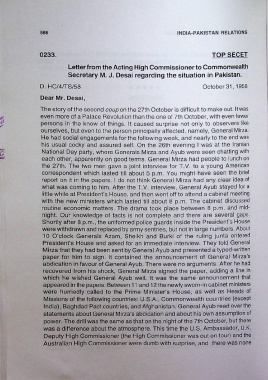 566 INDIA-PAKISTAN RELATIONS
0233. TOP SECET
Letter from the Acting High Commissioner to Commonwealth
Secretary M. J. Desai regarding the situation in Pakistan.
D. HC/4/TS/58 October 31, 1958
Dear Mr. Desai,
The story of the second coup on the 27th October is difficult to make out. It was
even more of a Palace Revolution than the one of 7th October, with even fewer
persons in the know of things. It caused surprise not only to observers like
ourselves, but even to the person principally affected, namely, General Mirza.
He had social engagements for the following week, and nearly to the end was
his usual cocky and assured self. On the 26th evening I was at the Iranian
National Day party, where Generals Mirza and Ayub were seen chatting with
each other, apparently on good terms. General Mirza had people to lunch on
the 27th. The two men gave a joint interview for T.V. to a young American
correspondent which lasted till about 5 p.m. You might have seen the brief
report on it in the papers. I do not think General Mirza had any clear idea of
what was coming to him. After the T.V. interview, General Ayub stayed for a
little while at President's House, and then went off to attend a cabinet meeting
with the new ministers which lasted till about 8 p.m. The cabinet discussed
routine economic matters. The drama took place between 8 p.m. and mid-
night. Our knowledge of facts is not complete and there are several gaps.
Shortly after 8 p.m., the uniformed police guards inside the President's House
were withdrawn and replaced by army sentries, but not in large numbers. About
10 O'clock Generals Azam, Sheikh and Burki of the ruling junta entered
President's House and asked for an immediate interview. They told General
Mirza that they had been sent by General Ayub and presented a typed-written
paper for him to sign. It contained the announcement of General Mirza's
abdication in favour of General Ayub. There were no arguments. After he had
recovered from his shock, General Mirza signed the paper, adding a line in
which he wished General Ayub well. It was the same announcement that
appeared in the papers. Between 11 and 12 the newly sworn-in cabinet ministers
were hurriedly called to the Prime Minister's House, as well as Heads of
Missions of the following countries: U.S.A., Commonwealth countries (except
India), Baghdad Pact countries, and Afghanistan. General Ayub read over the
statements about General Mirza's abdication and about his own assumption of
power. The drill was the same as that on the night of the 7th October, but there
was a difference about the atmosphere. This time the U.S. Ambassador, U.K.
Deputy High Commissioner (the High Commissioner was out on tour) and the
Australian High Commissioner were dumb with surprise, and there was none